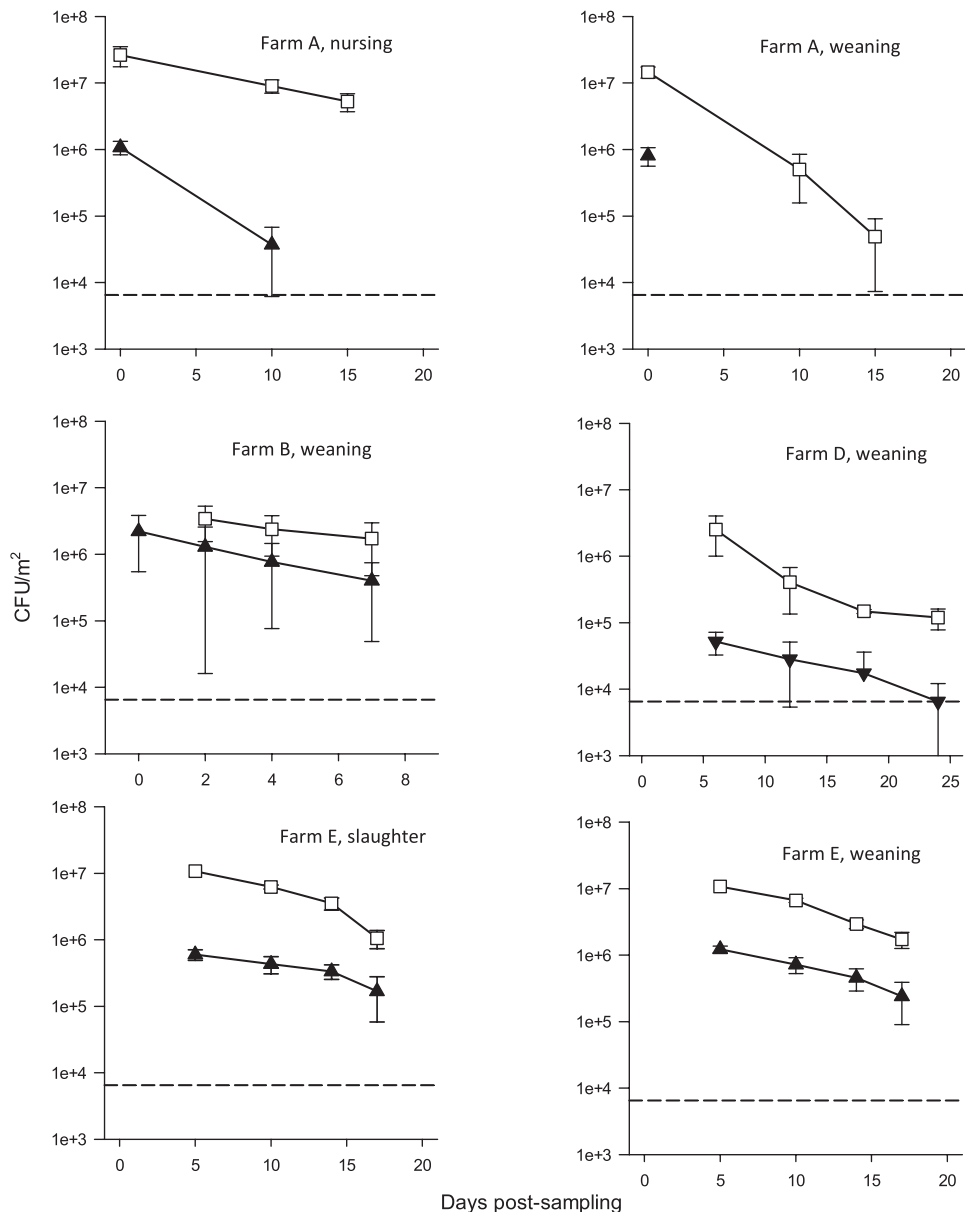 Farm A, nursing
1e+8
1e+7
1e+6
1e+5
1e+4
1e+3
0 5 10 15 20
Farm A, weaning
1e+8
1e+7
1e+6
1e+5
1e+4
1e+3
0 5 10 15 20
Farm B, weaning
1e+8
1e+7
1e+6
1e+5
1e+4
1e+3
0 2 4 6 8
Farm D, weaning
1e+8
1e+7
1e+6
1e+5
1e+4
1e+3
0 5 10 15 20 25
CFU/m²
Farm E, slaughter
1e+8
1e+7
1e+6
1e+5
1e+4
1e+3
0 5 10 15 20
Farm E, weaning
1e+8
1e+7
1e+6
1e+5
1e+4
1e+3
0 5 10 15 20
Days post-sampling